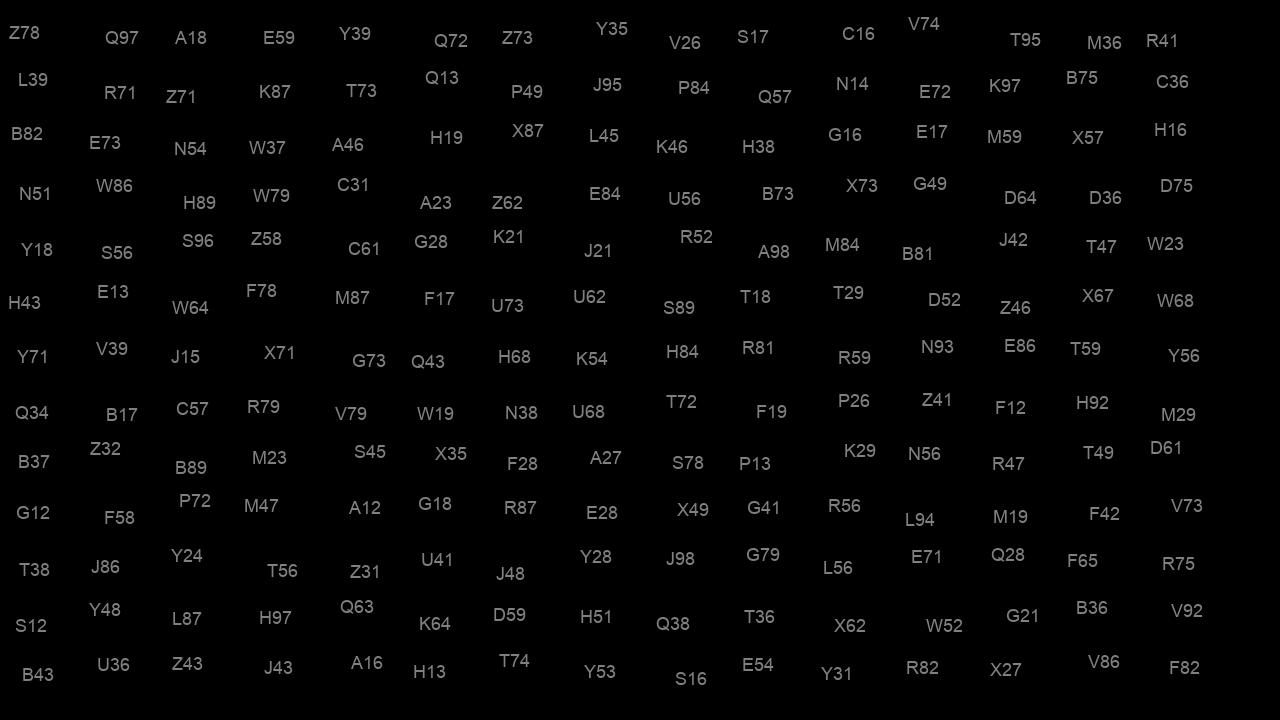 Z78 Q97 A18 E59 Y39 Q72 Z73 Y35 V26 S17 C16 V74 T95 M36 R41
L39 R71 Z71 K87 T73 Q13 P49 J95 P84 Q57 N14 E72 K97 B75 C36
B82 E73 N54 W37 A46 H19 X87 L45 K46 H38 G16 E17 M59 X57 H16
N51 W86 H89 W79 C31 A23 Z62 E84 U56 B73 X73 G49 D64 D36 D75
Y18 S56 S96 Z58 C61 G28 K21 J21 R52 A98 M84 B81 J42 T47 W23
H43 E13 W64 F78 M87 F17 U73 U62 S89 T18 T29 D52 Z46 X67 W68
Y71 V39 J15 X71 G73 Q43 H68 K54 H84 R81 R59 N93 E86 T59 Y56
Q34 B17 C57 R79 V79 W19 N38 U68 T72 F19 P26 Z41 F12 H92 M29
B37 Z32 B89 M23 S45 X35 F28 A27 S78 P13 K29 N56 R47 T49 D61
G12 F58 P72 M47 A12 G18 R87 E28 X49 G41 R56 L94 M19 F42 V73
T38 J86 Y24 T56 Z31 U41 J48 Y28 J98 G79 L56 E71 Q28 F65 R75
S12 Y48 L87 H97 Q63 K64 D59 H51 Q38 T36 X62 W52 G21 B36 V92
B43 U36 Z43 J43 A16 H13 T74 Y53 S16 E54 Y31 R82 X27 V86 F82